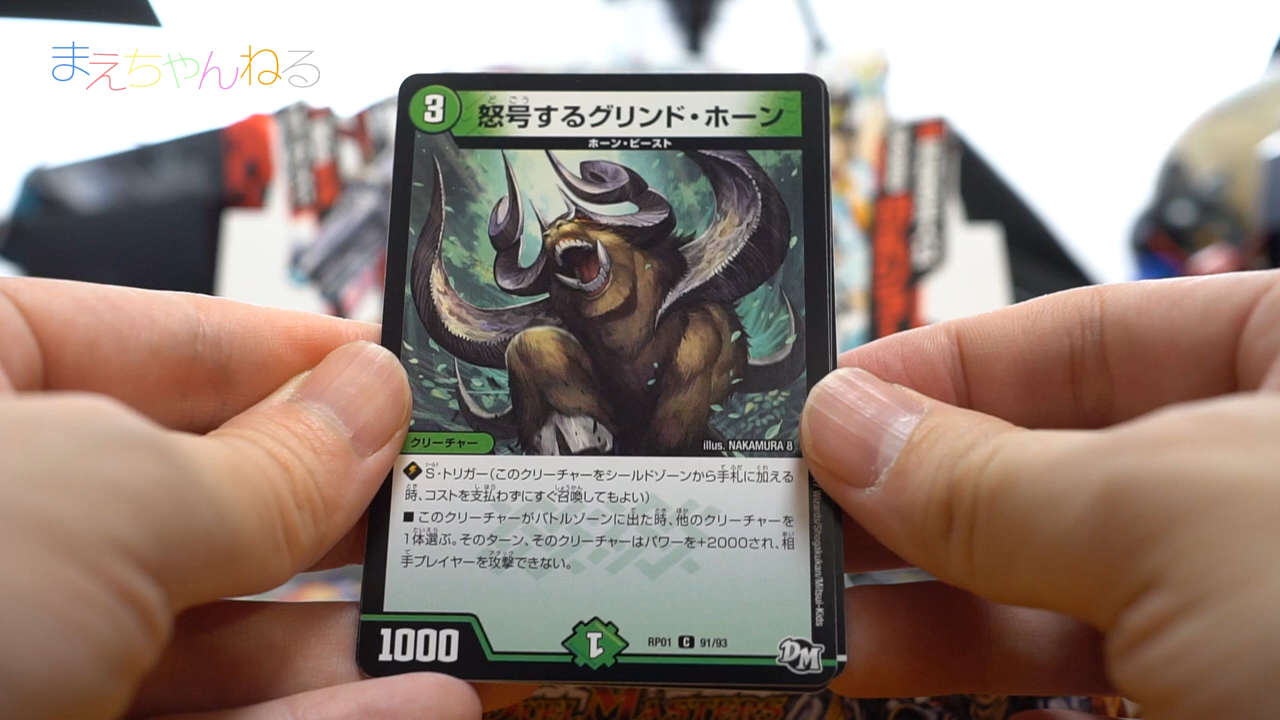 まえちゃんねる
3
怒号するグリンド・ホーン
ホーン・ビースト
クリーチャー
illus. NAKAMURA 8
S・トリガー(このクリーチャーをシールドゾーンから手札に加える
時、コストを支払わずにすぐ召喚してもよい)
■このクリーチャーがバトルゾーンに出た時、他のクリーチャーを
1体選ぶ。そのターン、そのクリーチャーはパワーを+2000され、相
手プレイヤーを攻撃できない。
Wizards/Shogakukan/Mitsui-Kids
1000
1
RP01 C 91/93
DM
DUEL MASTERS